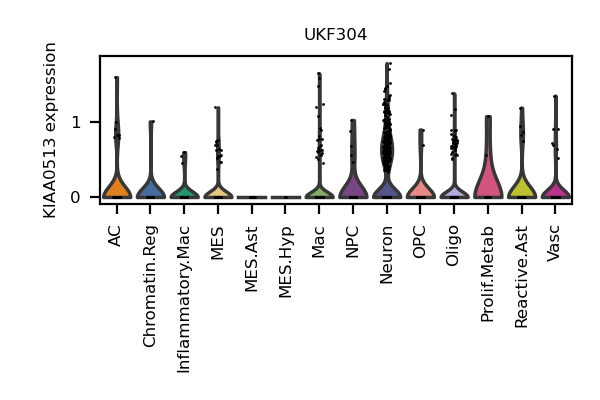 UKF304
KIAA0513 expression
1
0
AC
Chromatin.Reg
Inflammatory.Mac
MES
MES.Ast
MES.Hyp
Mac
NPC
Neuron
OPC
Oligo
Prolif.Metab
Reactive.Ast
Vasc